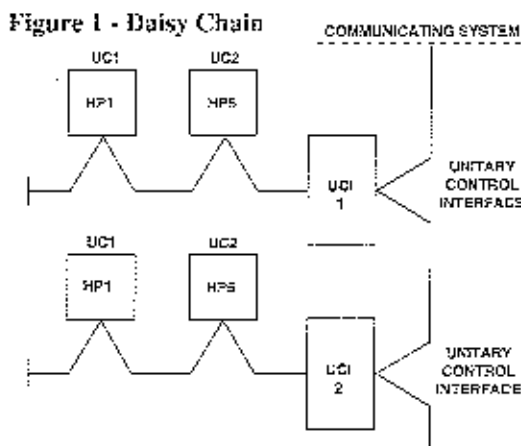 Figure 1 - Daisy Chain
COMMUNICATING SYSTEM
UC1
UC2
HP1
HP5
UCI
1
UNITARY
CONTROL
INTERFACE
UC1
UC2
HP1
HP5
UCI
2
UNITARY
CONTROL
INTERFACE